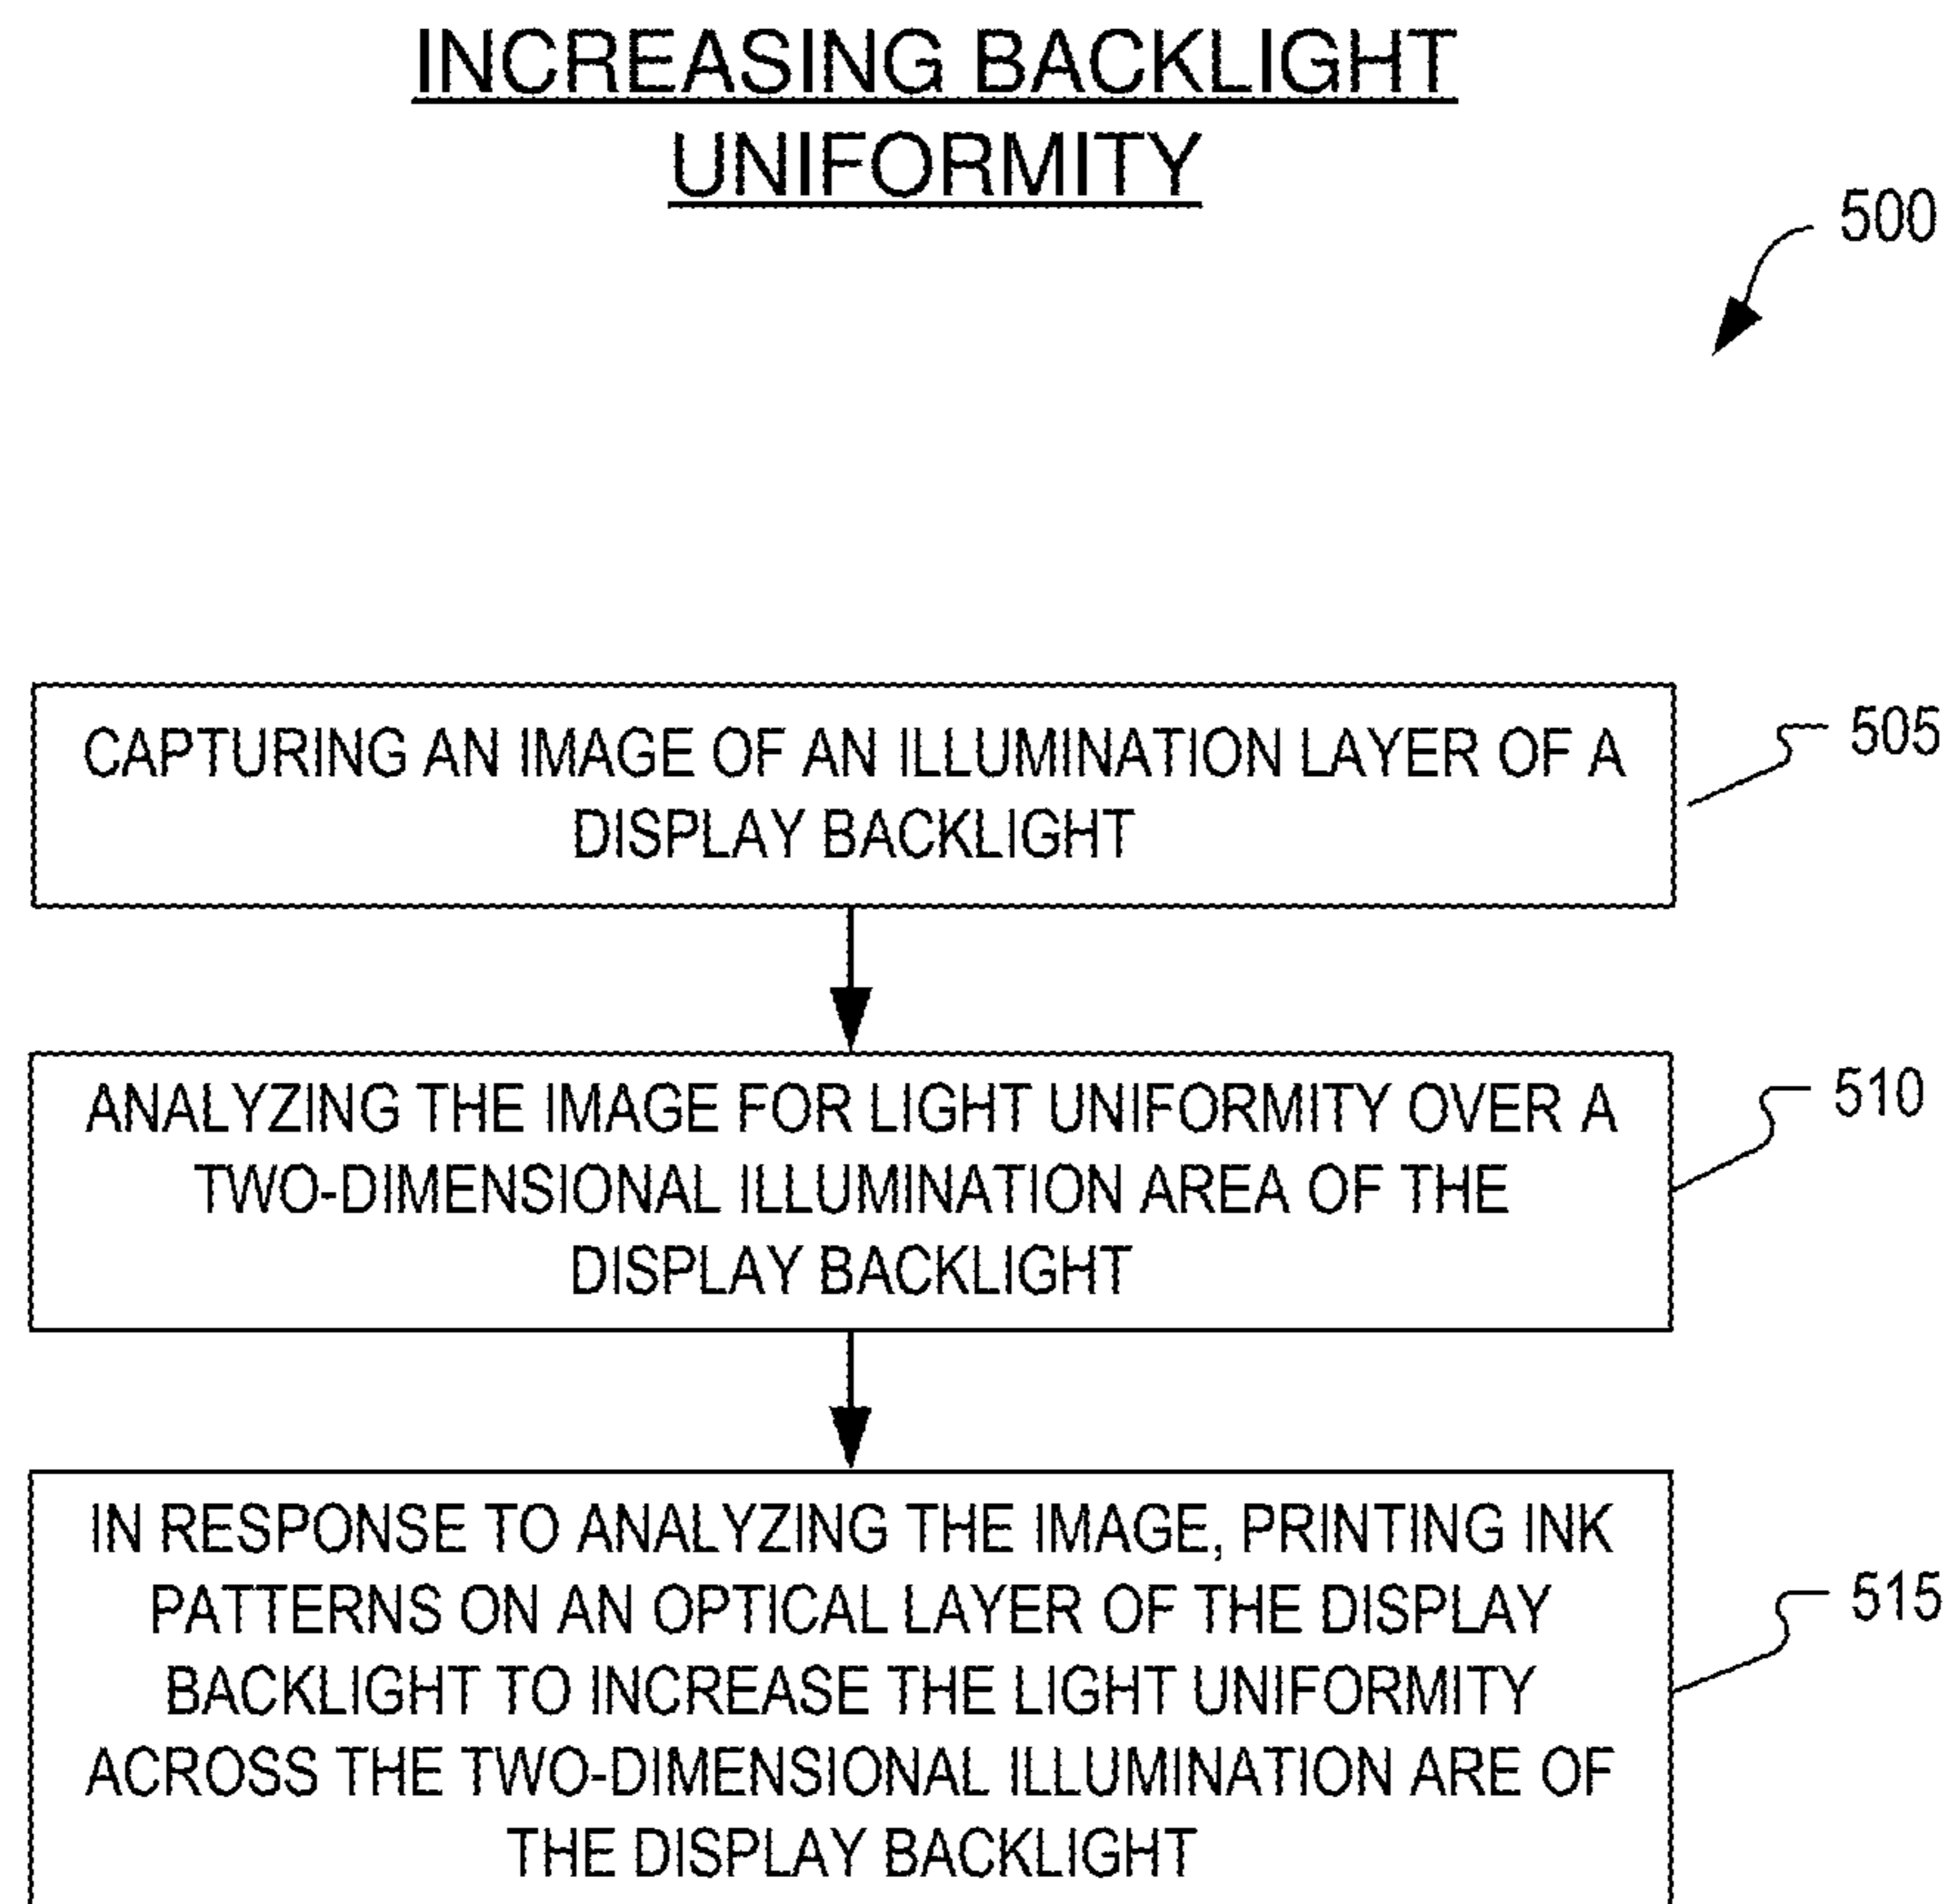 INCREASING BACKLIGHT
UNIFORMITY
500
CAPTURING AN IMAGE OF AN ILLUMINATION LAYER OF A
DISPLAY BACKLIGHT
505
ANALYZING THE IMAGE FOR LIGHT UNIFORMITY OVER A
TWO-DIMENSIONAL ILLUMINATION AREA OF THE
DISPLAY BACKLIGHT
510
IN RESPONSE TO ANALYZING THE IMAGE, PRINTING INK
PATTERNS ON AN OPTICAL LAYER OF THE DISPLAY
BACKLIGHT TO INCREASE THE LIGHT UNIFORMITY
ACROSS THE TWO-DIMENSIONAL ILLUMINATION ARE OF
THE DISPLAY BACKLIGHT
515